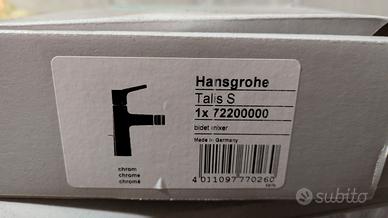 Hansgrohe
Talis S
1x 72200000
bidet mixer
Made in Germany
chrom
chrome
chromé
4 011097 770260
subito